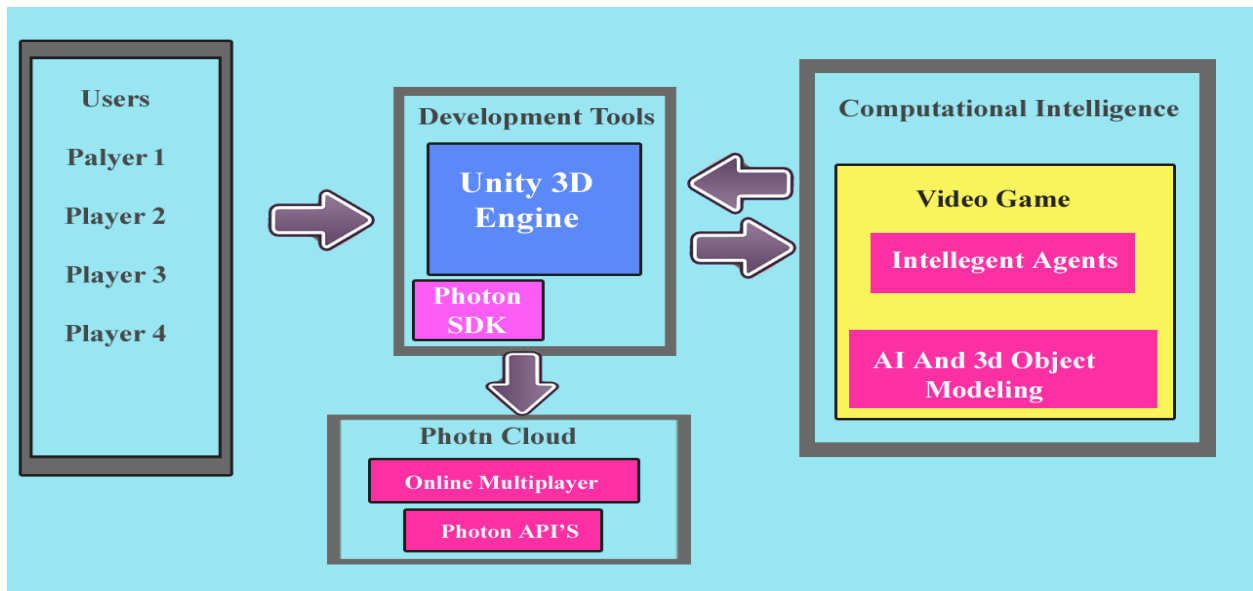 Users
Palyer 1
Player 2
Player 3
Player 4
Development Tools
Unity 3D
Engine
Photon
SDK
Photn Cloud
Online Multiplayer
Photon API'S
Computational Intelligence
Video Game
Intellegent Agents
AI And 3d Object
Modeling